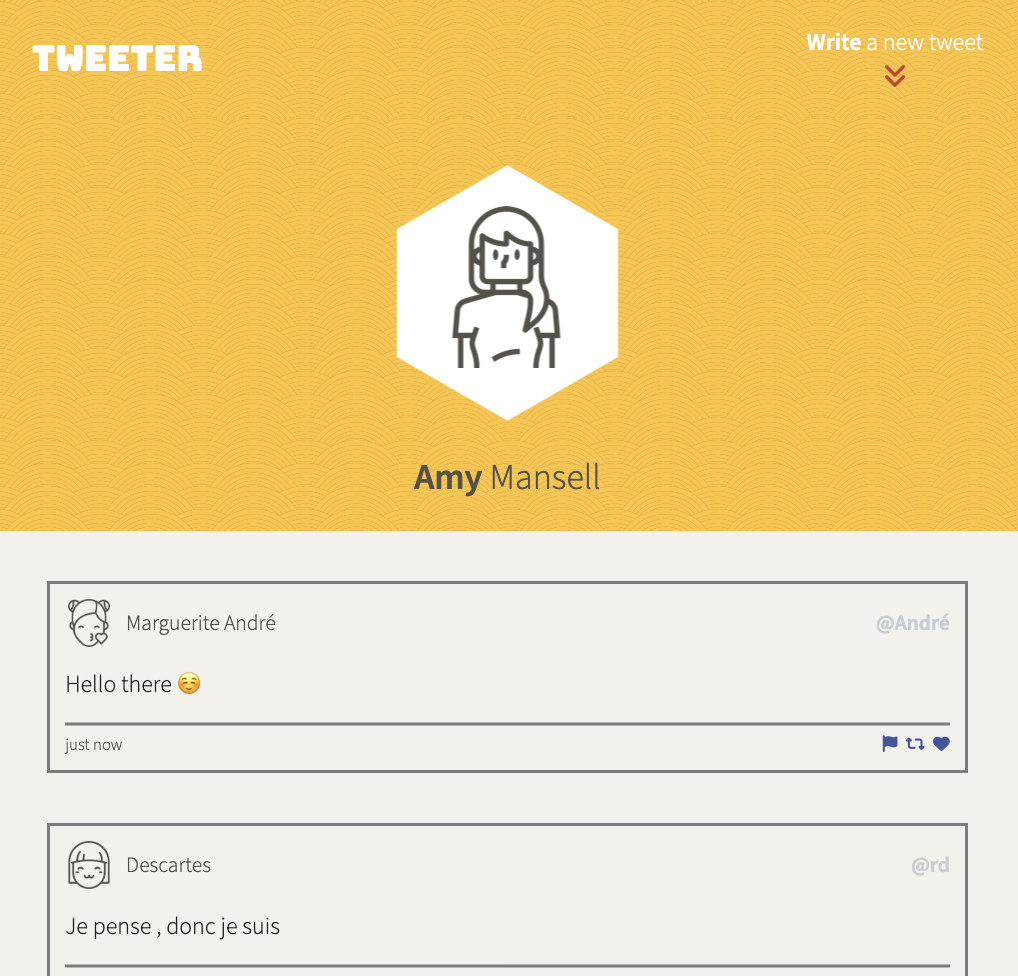 TWEETER
Write a new tweet
Amy Mansell
Marguerite André
@André
Hello there ☺️
just now
Descartes
@rd
Je pense , donc je suis